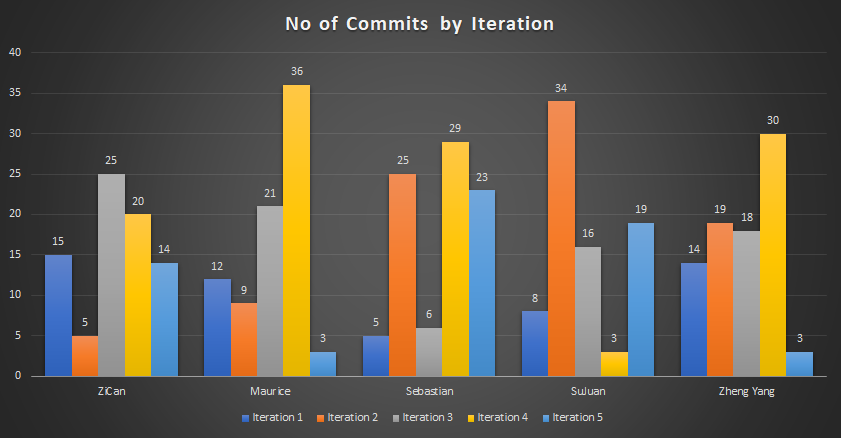 No of Commits by Iteration
40
35
30
25
20
15
10
5
0
15 5 25 20 14
12 9 21 36 3
5 25 6 29 23
8 34 16 3 19
14 19 18 30 3
ZiCan Maurice Sebastian SuJuan Zheng Yang
Iteration 1 Iteration 2 Iteration 3 Iteration 4 Iteration 5